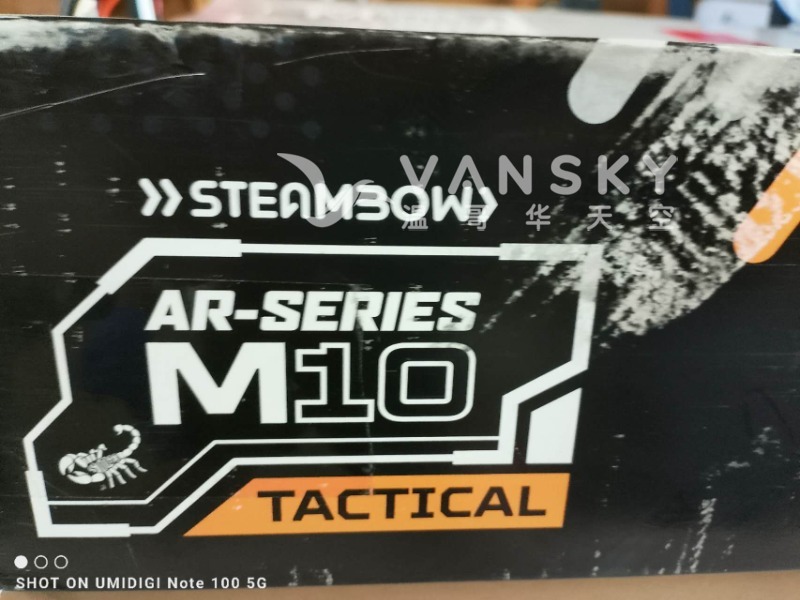 VANSKY
温哥华天空
STEAMBOW
AR-SERIES
M10
TACTICAL
SHOT ON UMIDIGI Note 100 5G